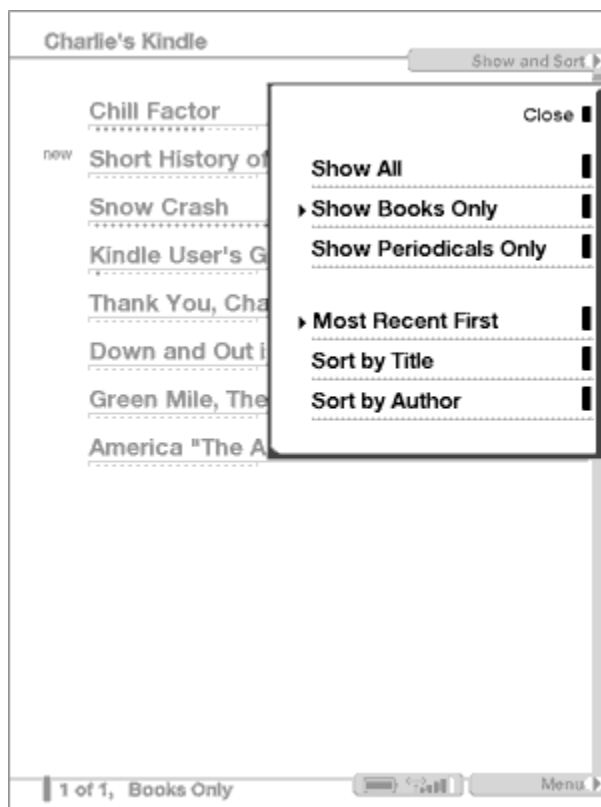 Charlie's Kindle
Show and Sort
Chill Factor
Close
new Short History of
Show All
Snow Crash
Show Books Only
Kindle User's G
Show Periodicals Only
Thank You, Cha
Most Recent First
Down and Out i
Sort by Title
Green Mile, The
Sort by Author
America "The A
1 of 1, Books Only
Menu